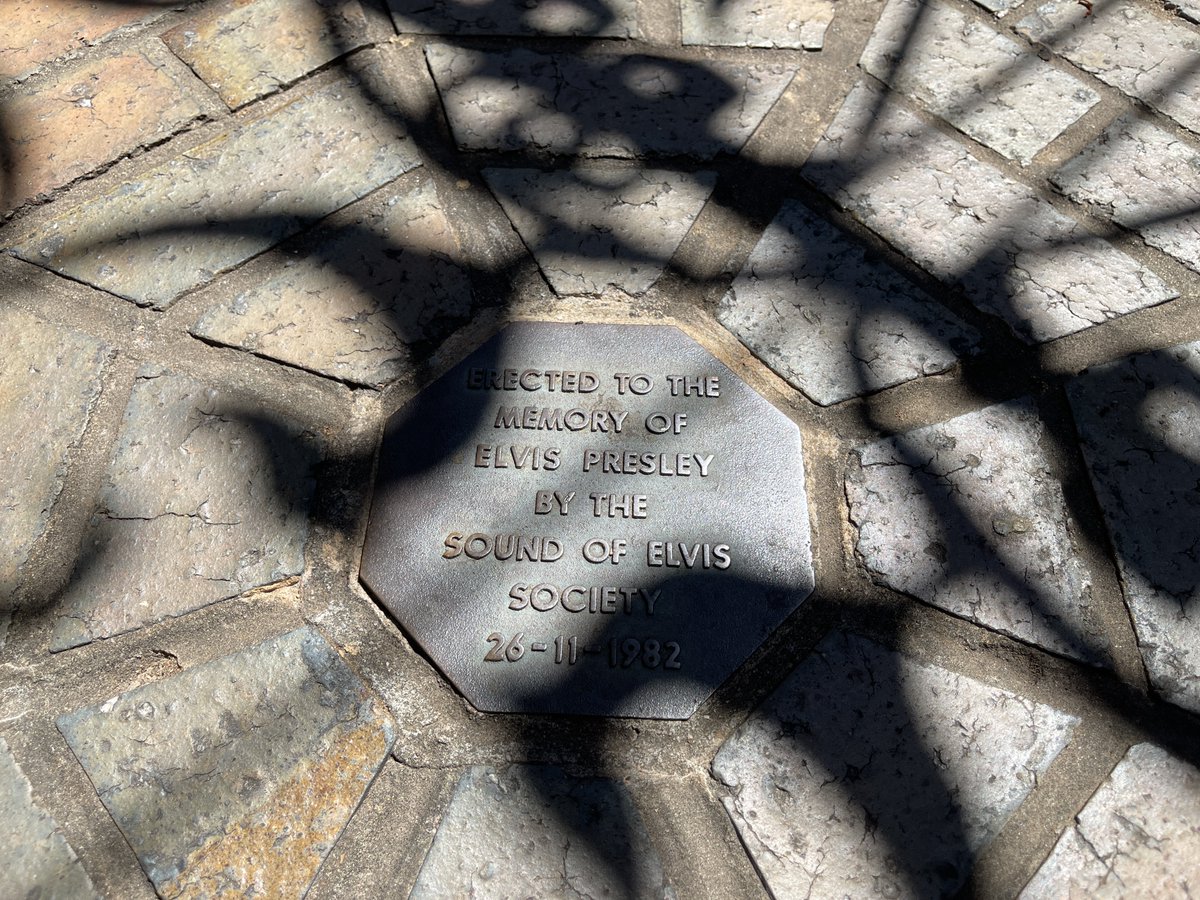 ERECTED TO THE
MEMORY OF
ELVIS PRESLEY
BY THE
SOUND OF ELVIS
SOCIETY
26-11-1982